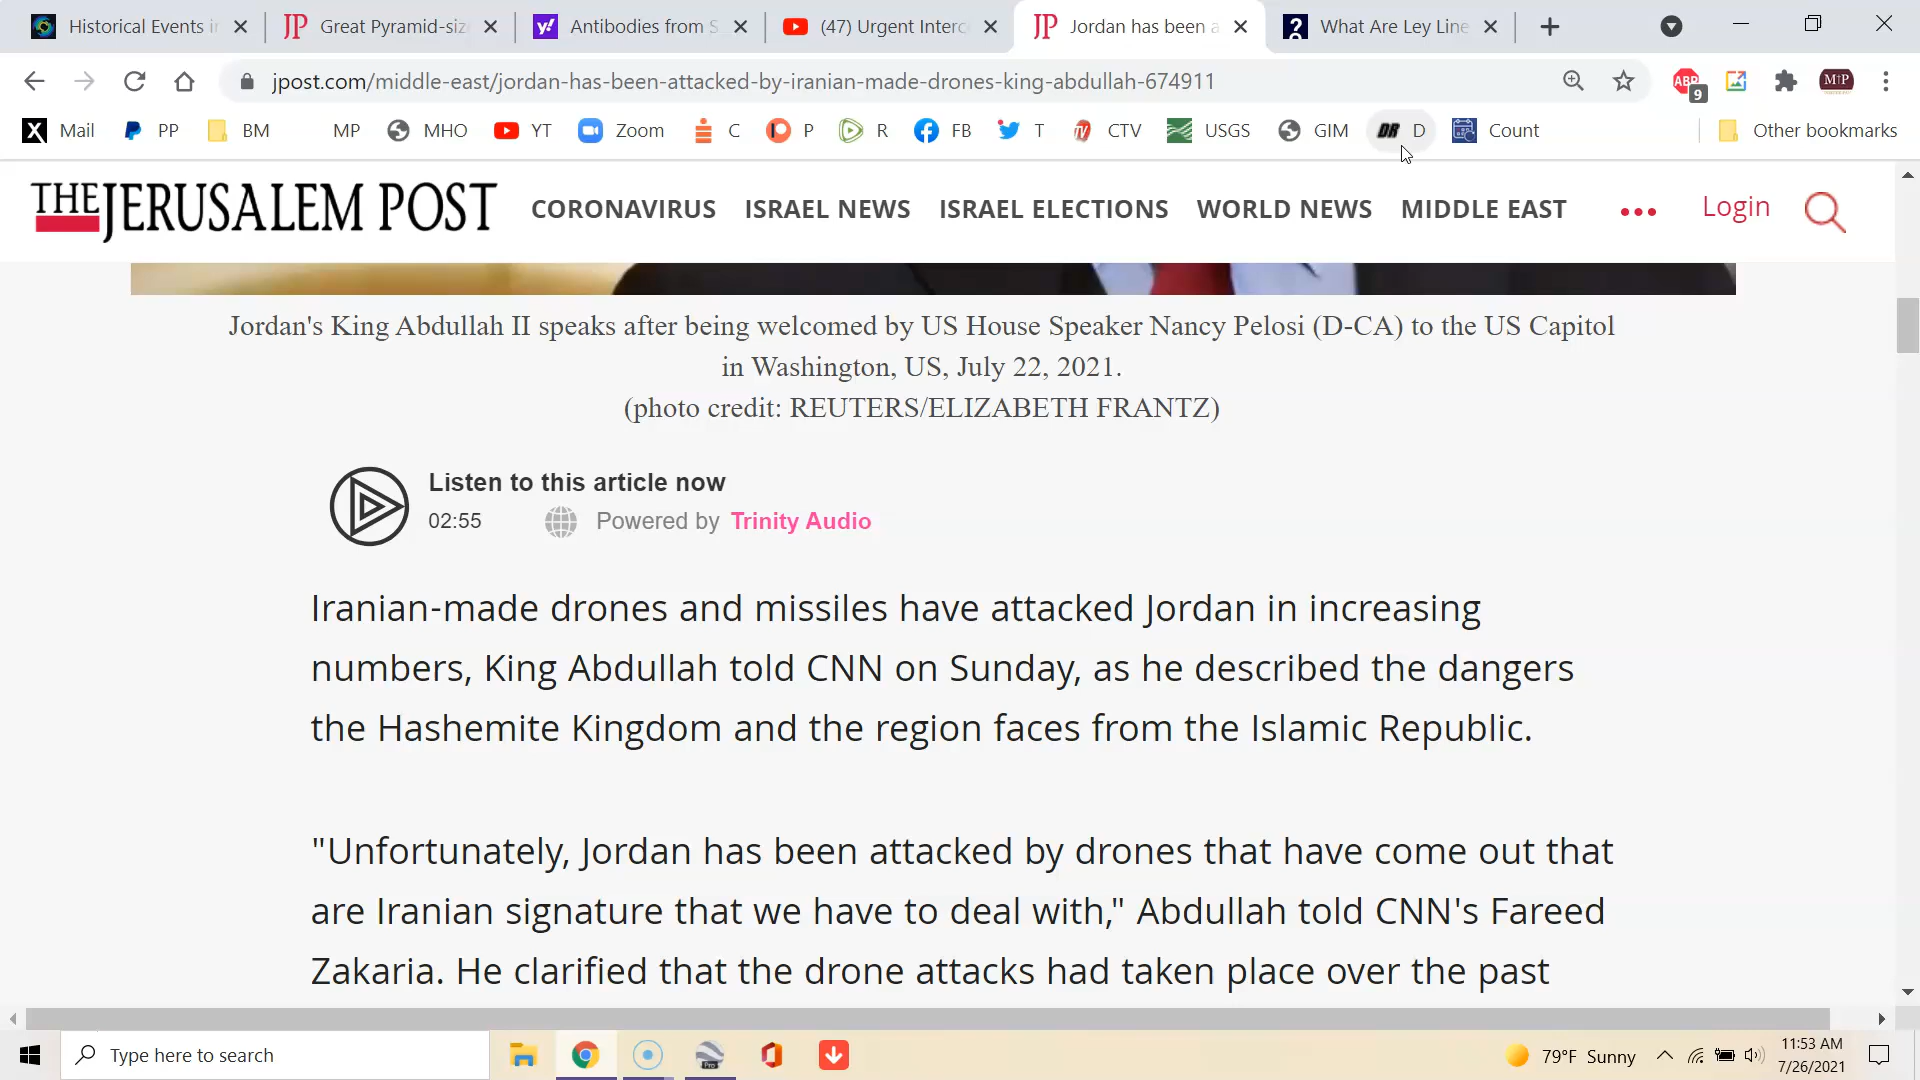 Historical Events i
Great Pyramid-siz
Antibodies from S
(47) Urgent Interc
Jordan has been a
What Are Ley Line
jpost.com/middle-east/jordan-has-been-attacked-by-iranian-made-drones-king-abdullah-674911
ABP
9
M↑P
X Mail
PP
BM
MP
MHO
YT
Zoom
C
P
R
FB
T
CTV
USGS
GIM
DR D
Count
Other bookmarks
THE JERUSALEM POST
CORONAVIRUS ISRAEL NEWS ISRAEL ELECTIONS WORLD NEWS MIDDLE EAST
Login
Jordan's King Abdullah II speaks after being welcomed by US House Speaker Nancy Pelosi (D-CA) to the US Capitol
in Washington, US, July 22, 2021.
(photo credit: REUTERS/ELIZABETH FRANTZ)
Listen to this article now
02:55 Powered by Trinity Audio
Iranian-made drones and missiles have attacked Jordan in increasing
numbers, King Abdullah told CNN on Sunday, as he described the dangers
the Hashemite Kingdom and the region faces from the Islamic Republic.
"Unfortunately, Jordan has been attacked by drones that have come out that
are Iranian signature that we have to deal with," Abdullah told CNN's Fareed
Zakaria. He clarified that the drone attacks had taken place over the past
Type here to search
79°F Sunny
11:53 AM
7/26/2021